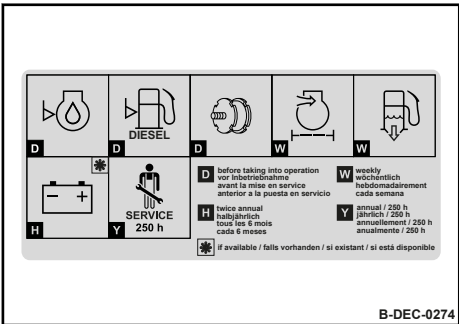 DIESEL
D
D
D
W
W
SERVICE
250 h
H
Y
D before taking into operation
vor Inbetriebnahme
avant la mise en service
anterior a la puesta en servicio
W weekly
wöchentlich
hebdomadairement
cada semana
H twice annual
halbjährlich
tous les 6 mois
cada 6 meses
Y annual / 250 h
jährlich / 250 h
annuellement / 250 h
anualmente / 250 h
if available / falls vorhanden / si existant / si está disponible
B-DEC-0274